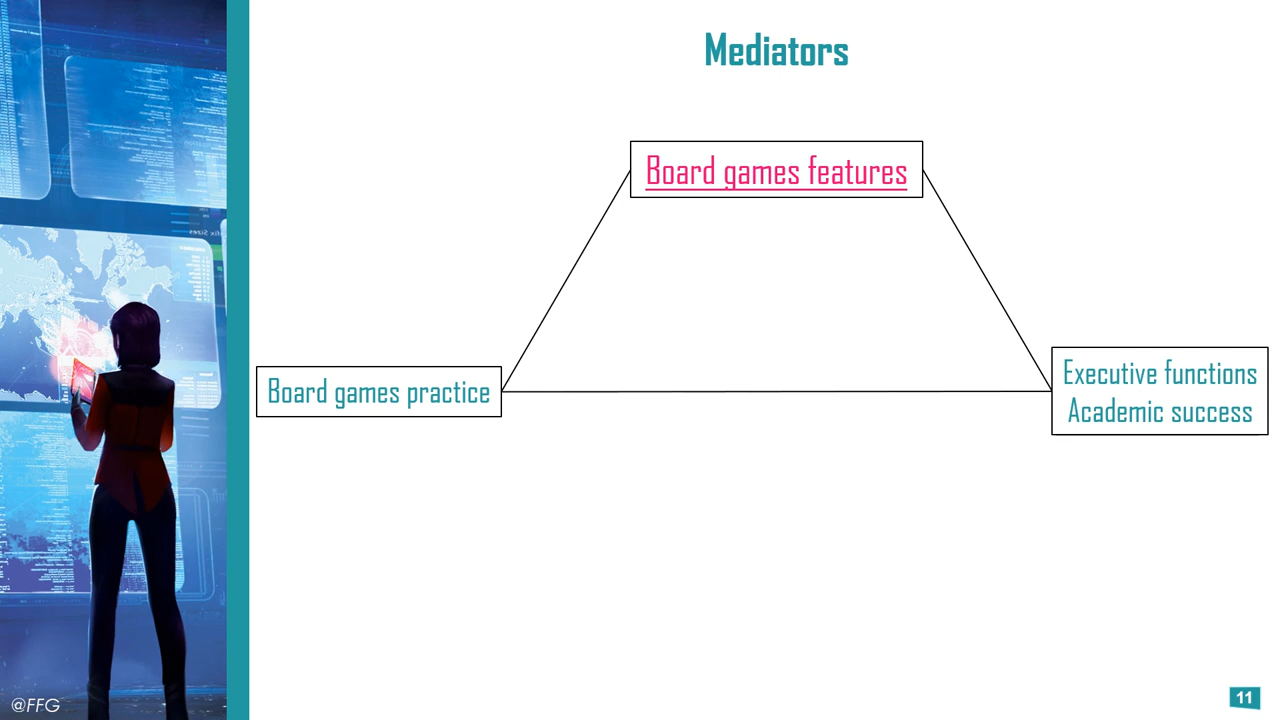 Mediators
Board games features
Board games practice
Executive functions
Academic success
@FFG
11